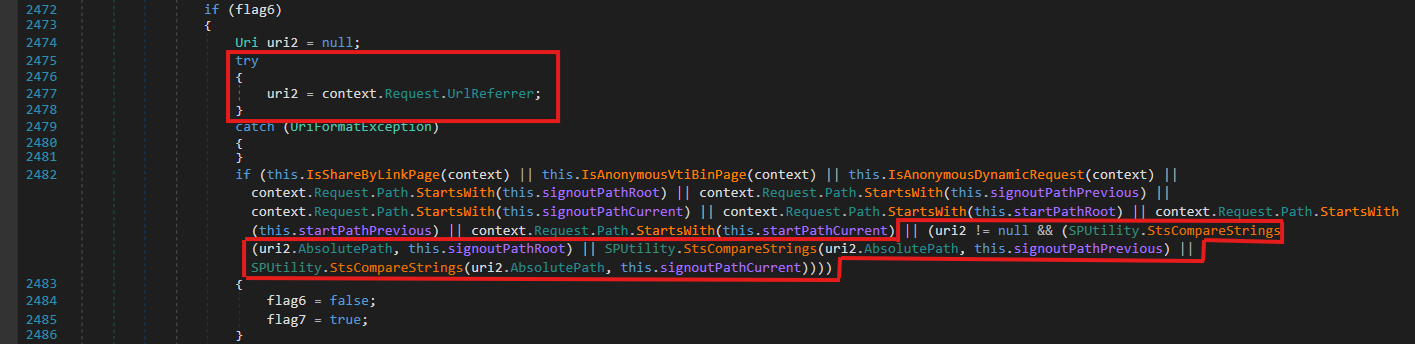 2472 if (flag6)
2473 {
2474 Uri uri2 = null;
2475 try
2476 {
2477 uri2 = context.Request.UrlReferrer;
2478 }
2479 catch (UriFormatException)
2480 {
2481 }
2482 if (this.IsShareByLinkPage(context) || this.IsAnonymousVtiBinPage(context) || this.IsAnonymousDynamicRequest(context) ||
context.Request.Path.StartsWith(this.signoutPathRoot) || context.Request.Path.StartsWith(this.signoutPathPrevious) ||
context.Request.Path.StartsWith(this.signoutPathCurrent) || context.Request.Path.StartsWith(this.startPathRoot) || context.Request.Path.StartsWith
(this.startPathPrevious) || context.Request.Path.StartsWith(this.startPathCurrent) || (uri2 != null && (SPUtility.StsCompareStrings
(uri2.AbsolutePath, this.signoutPathRoot) || SPUtility.StsCompareStrings(uri2.AbsolutePath, this.signoutPathPrevious) ||
SPUtility.StsCompareStrings(uri2.AbsolutePath, this.signoutPathCurrent))))
2483 {
2484 flag6 = false;
2485 flag7 = true;
2486 }